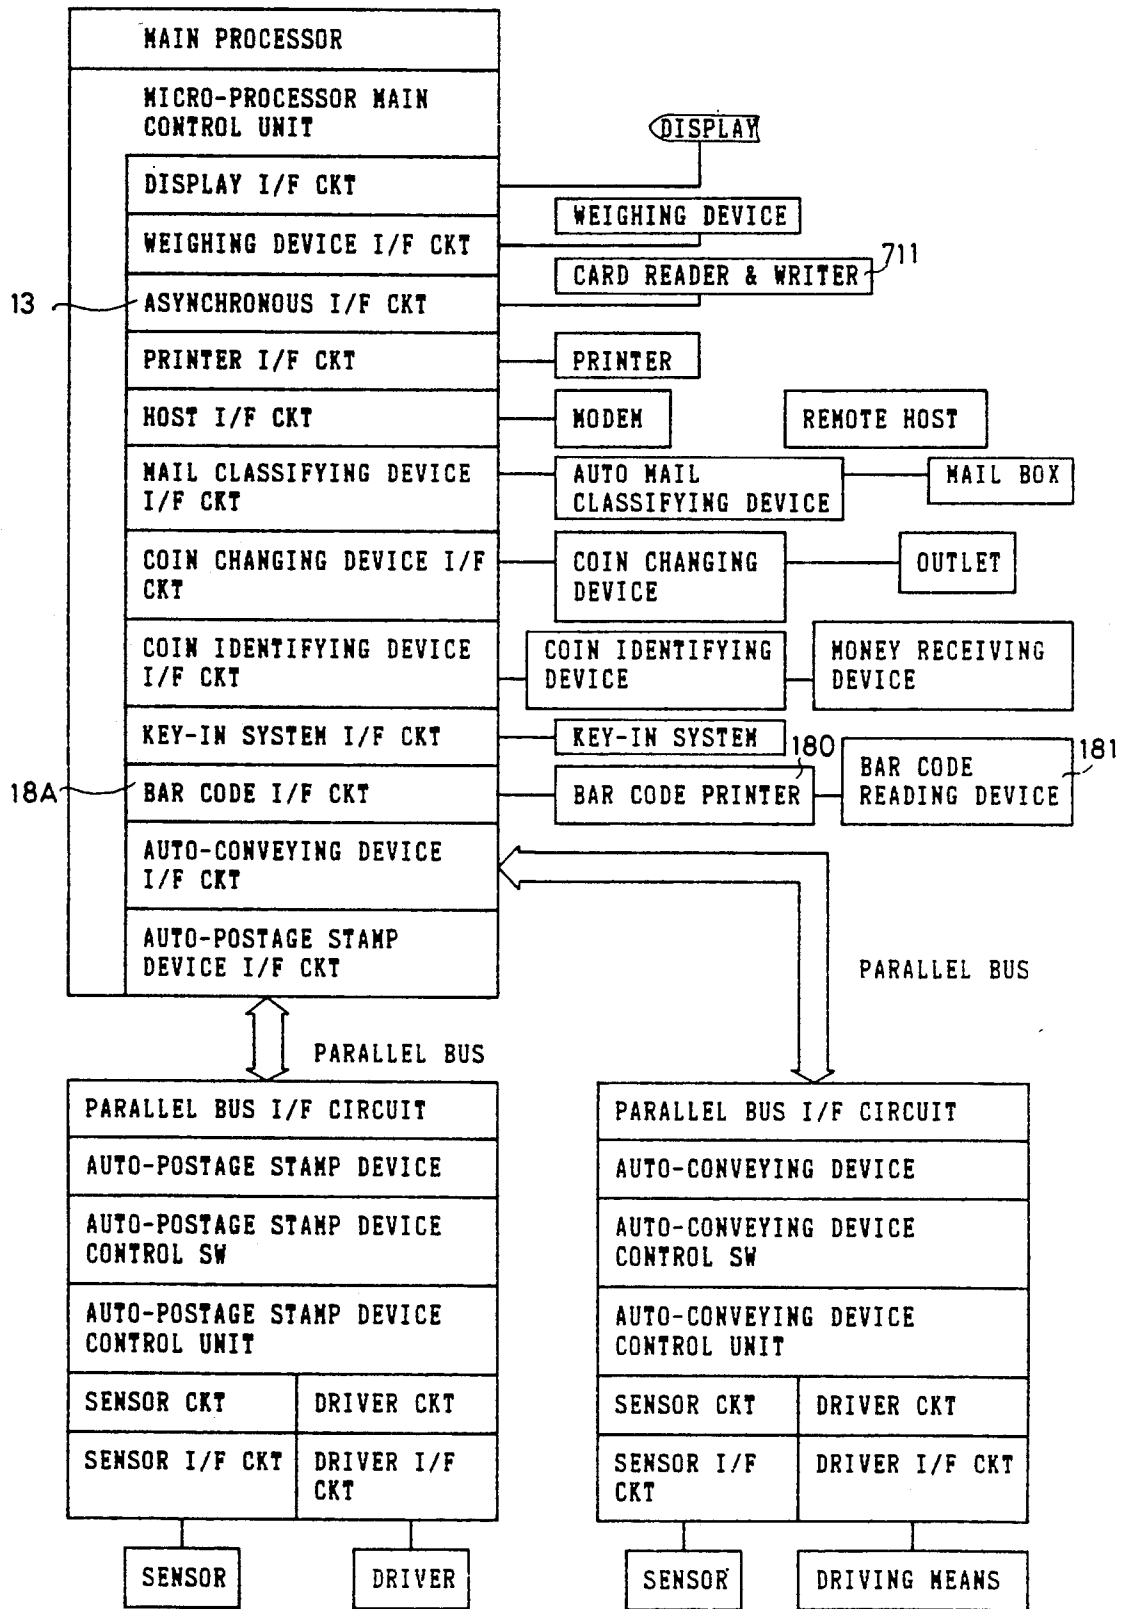 MAIN PROCESSOR
MICRO-PROCESSOR MAIN
CONTROL UNIT
DISPLAY
DISPLAY I/F CKT
WEIGHING DEVICE
WEIGHING DEVICE I/F CKT
CARD READER & WRITER
711
13
ASYNCHRONOUS I/F CKT
PRINTER I/F CKT
PRINTER
HOST I/F CKT
MODEM
REMOTE HOST
MAIL CLASSIFYING DEVICE
I/F CKT
AUTO MAIL
CLASSIFYING DEVICE
MAIL BOX
COIN CHANGING DEVICE I/F
CKT
COIN CHANGING
DEVICE
OUTLET
COIN IDENTIFYING DEVICE
I/F CKT
COIN IDENTIFYING
DEVICE
MONEY RECEIVING
DEVICE
KEY-IN SYSTEM I/F CKT
KEY-IN SYSTEM
180
181
18A
BAR CODE I/F CKT
BAR CODE PRINTER
BAR CODE
READING DEVICE
AUTO-CONVEYING DEVICE
I/F CKT
AUTO-POSTAGE STAMP
DEVICE I/F CKT
PARALLEL BUS
PARALLEL BUS
PARALLEL BUS I/F CIRCUIT
AUTO-POSTAGE STAMP DEVICE
AUTO-POSTAGE STAMP DEVICE
CONTROL SW
AUTO-POSTAGE STAMP DEVICE
CONTROL UNIT
SENSOR CKT
DRIVER CKT
SENSOR I/F CKT
DRIVER I/F
CKT
SENSOR
DRIVER
PARALLEL BUS I/F CIRCUIT
AUTO-CONVEYING DEVICE
AUTO-CONVEYING DEVICE
CONTROL SW
AUTO-CONVEYING DEVICE
CONTROL UNIT
SENSOR CKT
DRIVER CKT
SENSOR I/F
CKT
DRIVER I/F CKT
SENSOR
DRIVING MEANS